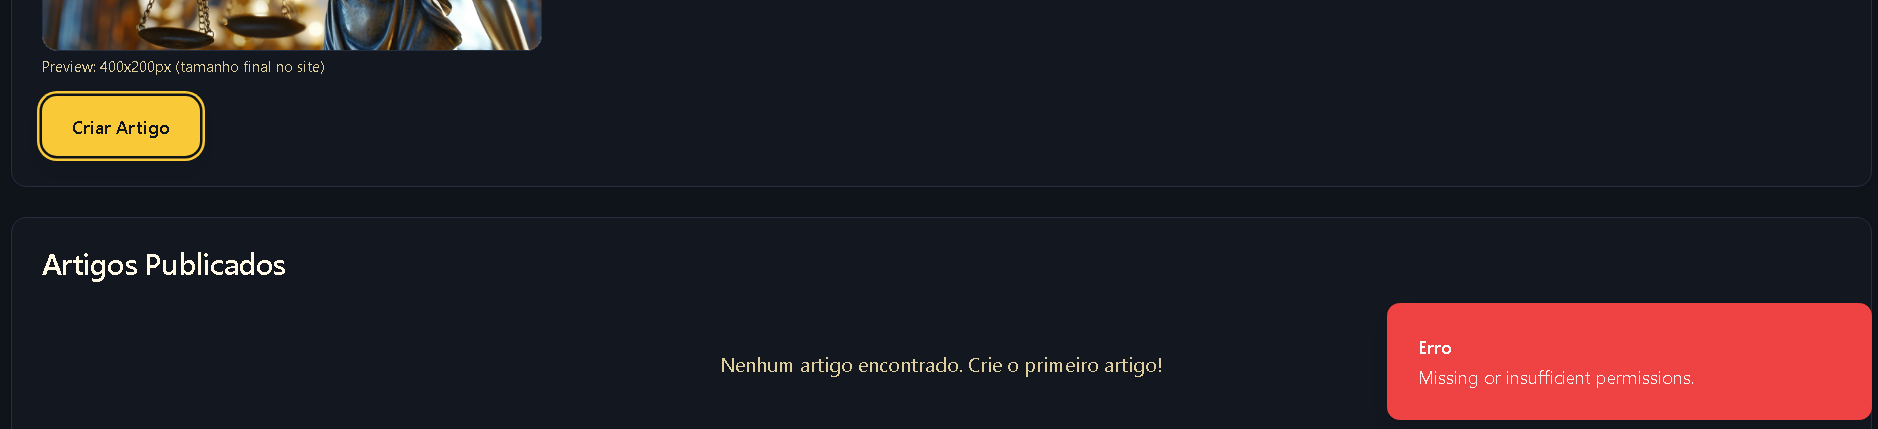 Preview: 400x200px (tamanho final no site)
Criar Artigo
Artigos Publicados
Nenhum artigo encontrado. Crie o primeiro artigo!
Erro
Missing or insufficient permissions.